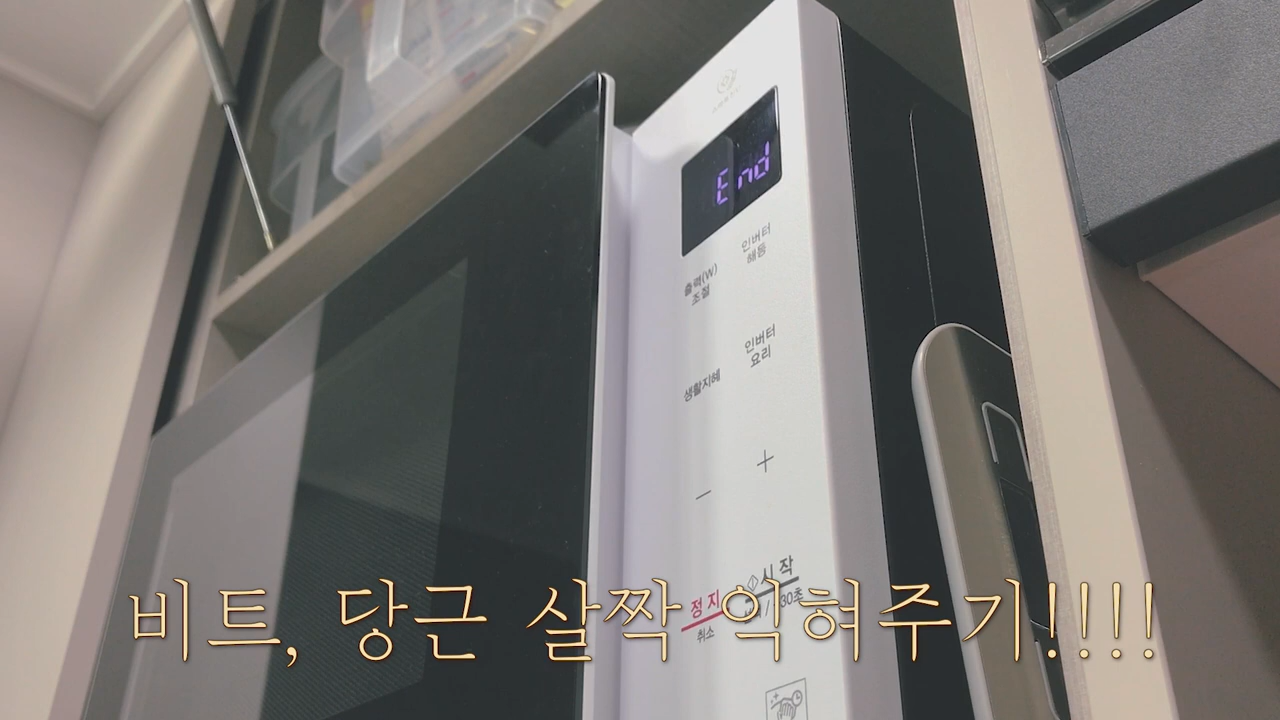 End
인버터
해동
출력(W)
조절
인버터
요리
생활지혜
+
−
시작
정지
/+30초
취소
비트, 당근 살짝 익혀주기!!!!